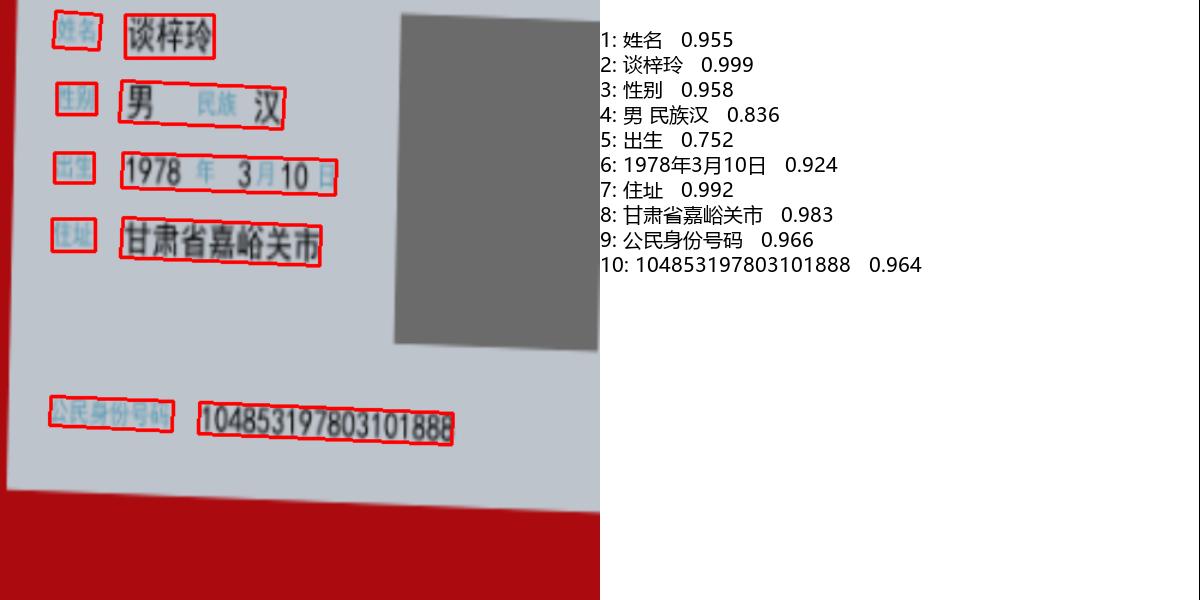 姓名 谈梓玲
性别 男 民族 汉
出生 1978 年 3 月 10 日
住址 甘肃省嘉峪关市
公民身份号码 104853197803101888
1: 姓名 0.955
2: 谈梓玲 0.999
3: 性别 0.958
4: 男 民族汉 0.836
5: 出生 0.752
6: 1978年3月10日 0.924
7: 住址 0.992
8: 甘肃省嘉峪关市 0.983
9: 公民身份号码 0.966
10: 104853197803101888 0.964